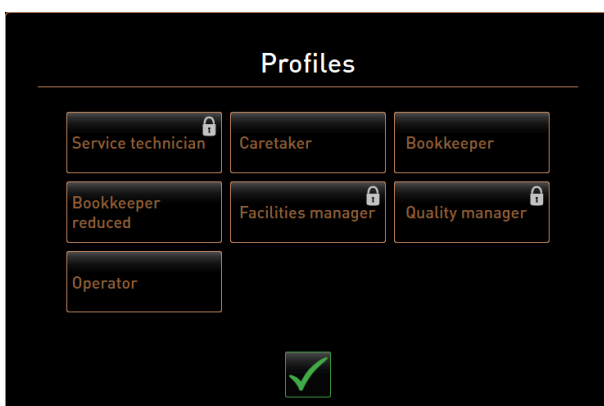 Profiles
Service technician
Caretaker
Bookkeeper
Bookkeeper
reduced
Facilities manager
Quality manager
Operator